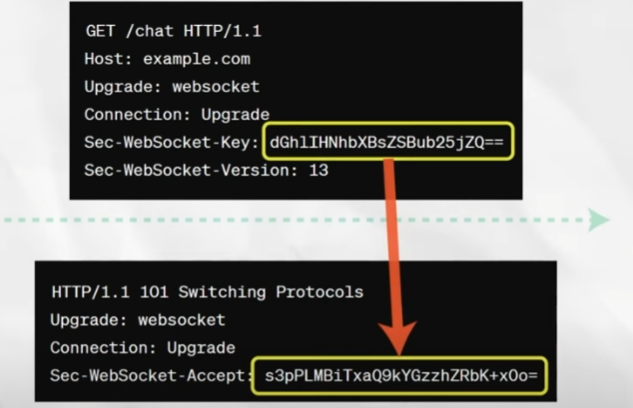 GET /chat HTTP/1.1
Host: example.com
Upgrade: websocket
Connection: Upgrade
Sec-WebSocket-Key: dGhlIHNhbXBsZSBub25jZQ==
Sec-WebSocket-Version: 13
HTTP/1.1 101 Switching Protocols
Upgrade: websocket
Connection: Upgrade
Sec-WebSocket-Accept: s3pPLMBiTxaQ9kYGzzhZRbK+xOo=